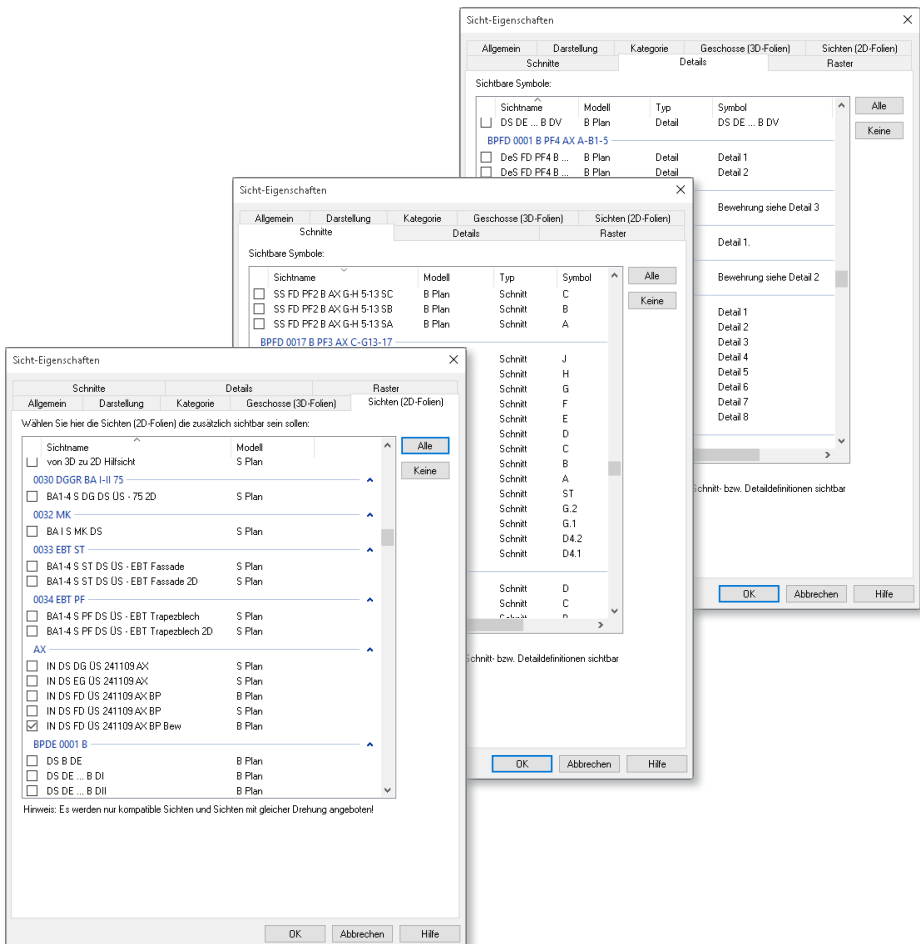 Sicht-Eigenschaften
Allgemein Darstellung Kategorie Geschosse (3D-Folien) Sichten (2D-Folien)
Schnitte Details Raster
Sichtbare Symbole:
Sichtname Modell Typ Symbol
DS DE ... B DV B Plan Detail DS DE ... B DV
BPFD 0001 B PF4 AX A-B1-5
DeS FD PF4 B ... B Plan Detail Detail 1
DeS FD PF4 B ... B Plan Detail Detail 2
Bewehrung siehe Detail 3
Detail 1.
Bewehrung siehe Detail 2
Detail 1
Detail 2
Detail 3
Detail 4
Detail 5
Detail 6
Detail 7
Detail 8
Alle
Keine
Schnitt- bzw. Detaildefinitionen sichtbar
OK Abbrechen Hilfe
Sicht-Eigenschaften
Allgemein Darstellung Kategorie Geschosse (3D-Folien) Sichten (2D-Folien)
Schnitte Details Raster
Sichtbare Symbole:
Sichtname Modell Typ Symbol
SS FD PF2 B AX G-H 5-13 SC B Plan Schnitt C
SS FD PF2 B AX G-H 5-13 SB B Plan Schnitt B
SS FD PF2 B AX G-H 5-13 SA B Plan Schnitt A
BPFD 0017 B PF3 AX C-G13-17
Schnitt J
Schnitt H
Schnitt G
Schnitt F
Schnitt E
Schnitt D
Schnitt C
Schnitt B
Schnitt A
Schnitt ST
Schnitt G.2
Schnitt G.1
Schnitt D4.2
Schnitt D4.1
Schnitt D
Schnitt C
Schnitt
Alle
Keine
Schnitt- bzw. Detaildefinitionen sichtbar
OK Abbrechen Hilfe
Sicht-Eigenschaften
Schnitte Details Raster
Allgemein Darstellung Kategorie Geschosse (3D-Folien) Sichten (2D-Folien)
Wählen Sie hier die Sichten (2D-Folien) die zusätzlich sichtbar sein sollen:
Sichtname Modell
von 3D zu 2D Hilfsicht S Plan
0030 DGGR BA I-II 75
BA1-4 S DG DS ÜS - 75 2D S Plan
0032 MK
BA I S MK DS S Plan
0033 EBT ST
BA1-4 S ST DS ÜS - EBT Fassade S Plan
BA1-4 S ST DS ÜS - EBT Fassade 2D S Plan
0034 EBT PF
BA1-4 S PF DS ÜS - EBT Trapezblech S Plan
BA1-4 S PF DS ÜS - EBT Trapezblech 2D S Plan
AX
IN DS DG ÜS 241109 AX S Plan
IN DS EG ÜS 241109 AX S Plan
IN DS FD ÜS 241109 AX BP B Plan
IN DS FD ÜS 241109 AX BP B Plan
IN DS FD ÜS 241109 AX BP Bew B Plan
BPDE 0001 B
DS B DE B Plan
DS DE ... B DI B Plan
DS DE ... B DII B Plan
Alle
Keine
Hinweis: Es werden nur kompatible Sichten und Sichten mit gleicher Drehung angeboten!
OK Abbrechen Hilfe